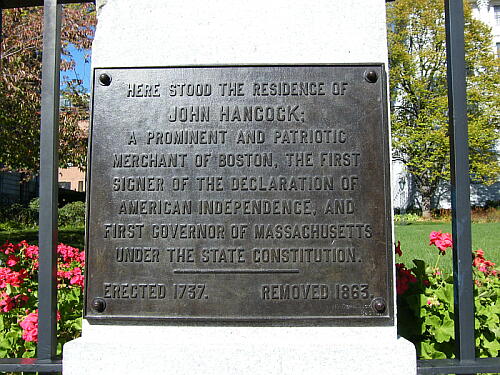 HERE STOOD THE RESIDENCE OF
JOHN HANCOCK;
A PROMINENT AND PATRIOTIC
MERCHANT OF BOSTON, THE FIRST
SIGNER OF THE DECLARATION OF
AMERICAN INDEPENDENCE, AND
FIRST GOVERNOR OF MASSACHUSETTS
UNDER THE STATE CONSTITUTION.
ERECTED 1737. REMOVED 1863.